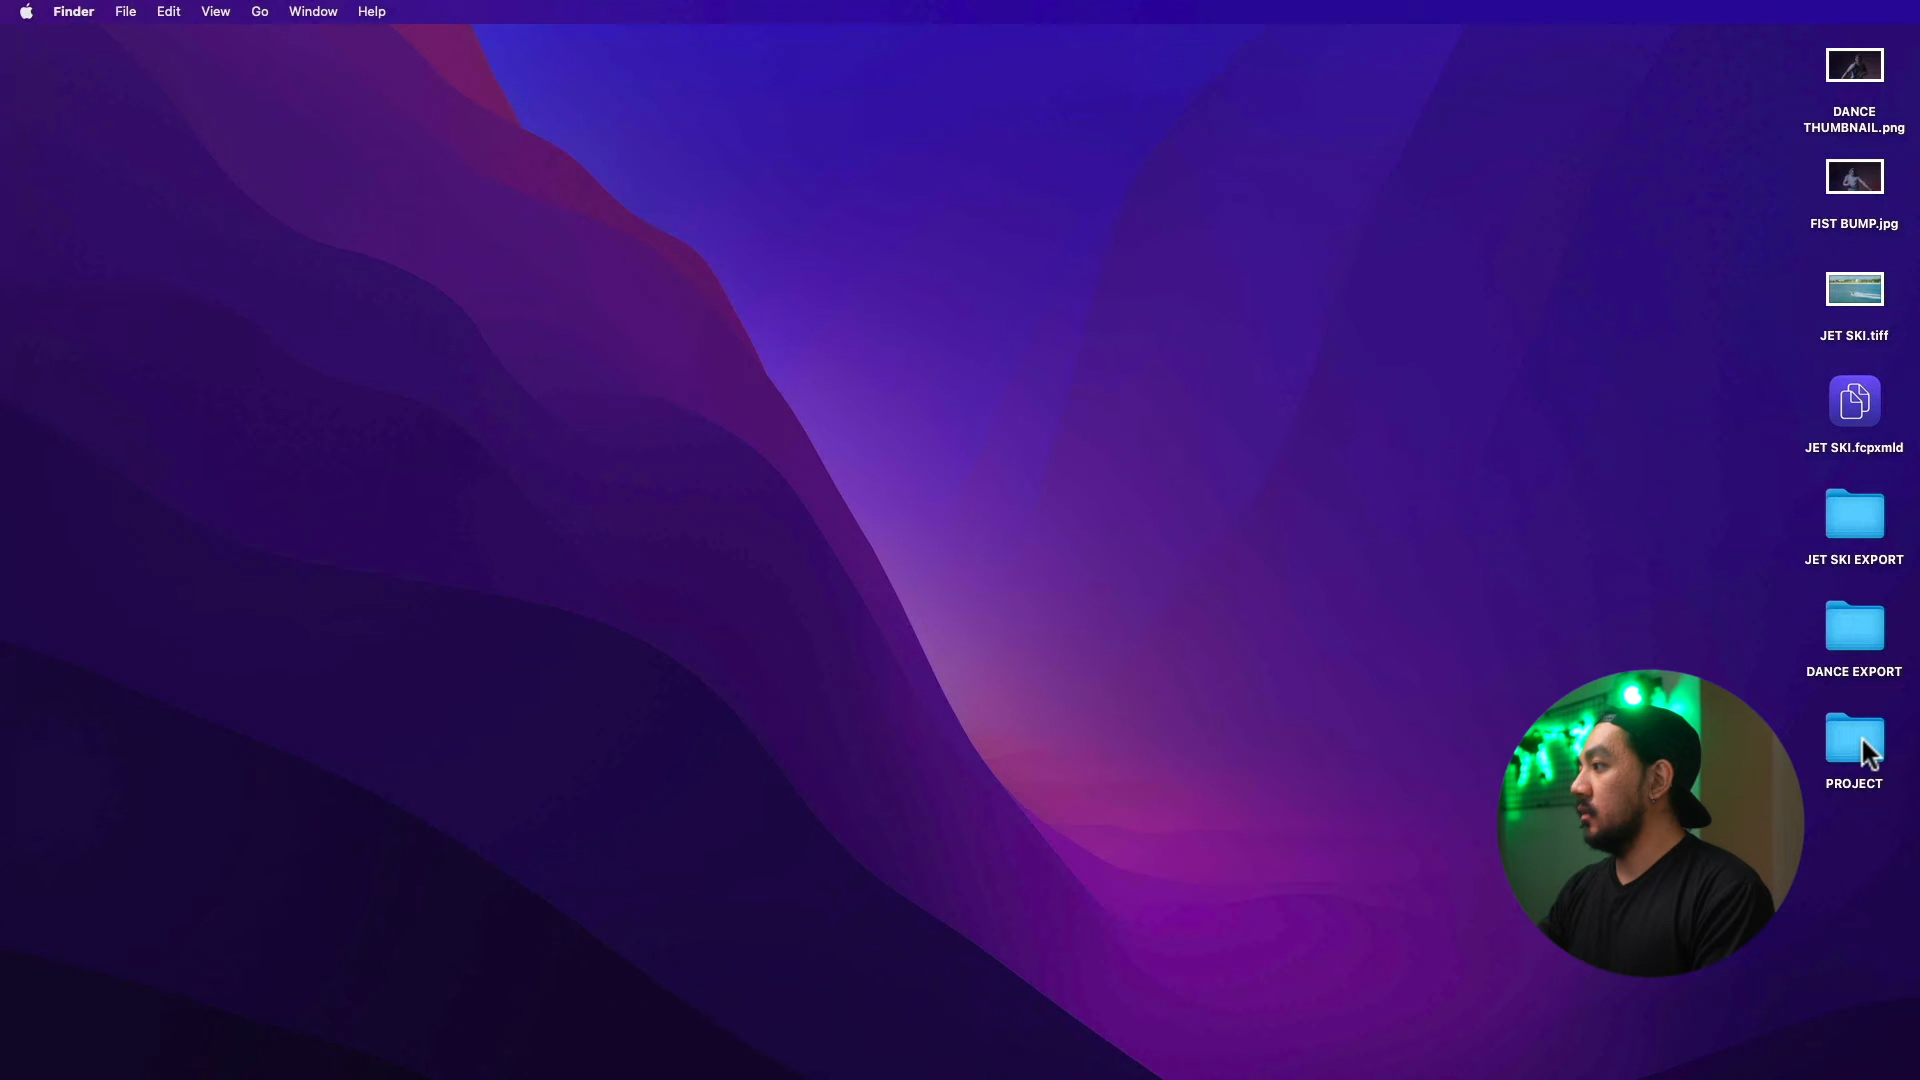 Finder File Edit View Go Window Help
DANCE
THUMBNAIL.png
FIST BUMP.jpg
JET SKI.tiff
JET SKI.fcpxmld
JET SKI EXPORT
DANCE EXPORT
PROJECT